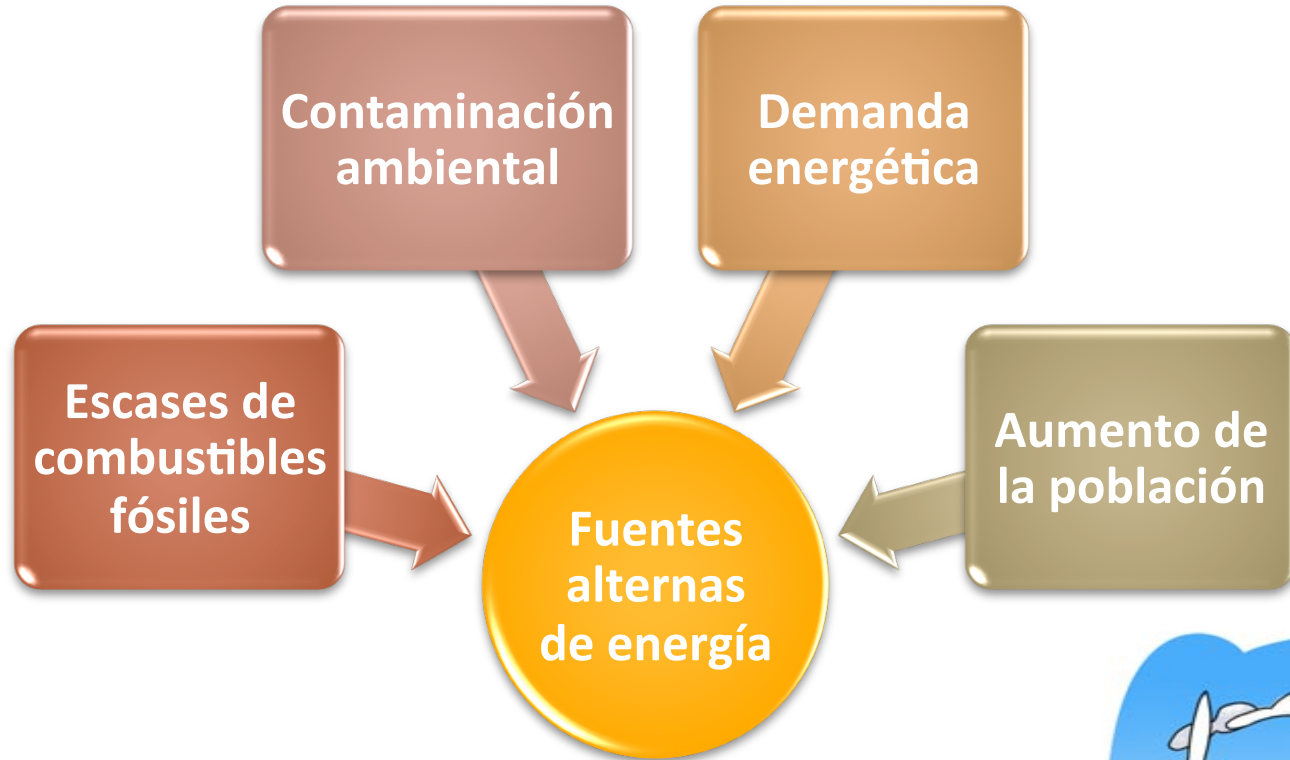 Contaminación
ambiental
Demanda
energética
Escases de
combustibles
fósiles
Aumento de
la población
Fuentes
alternas
de energía